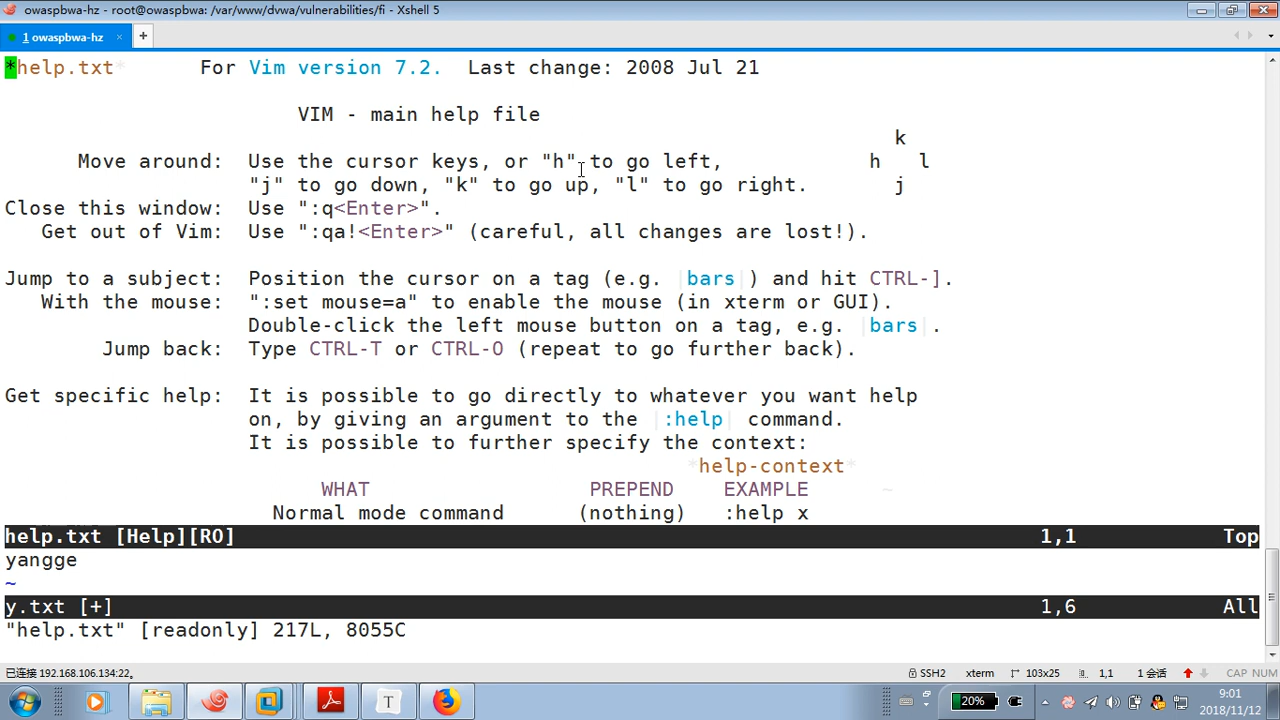 owaspbwa-hz - root@owaspbwa: /var/www/dvwa/vulnerabilities/fi - Xshell 5
1 owaspbwa-hz × +
*help.txt* For Vim version 7.2. Last change: 2008 Jul 21
VIM - main help file
k
Move around: Use the cursor keys, or "h" to go left, h l
"j" to go down, "k" to go up, "l" to go right. j
Close this window: Use ":q<Enter>".
Get out of Vim: Use ":qa!<Enter>" (careful, all changes are lost!).
Jump to a subject: Position the cursor on a tag (e.g. |bars|) and hit CTRL-].
With the mouse: ":set mouse=a" to enable the mouse (in xterm or GUI).
Double-click the left mouse button on a tag, e.g. |bars|.
Jump back: Type CTRL-T or CTRL-O (repeat to go further back).
Get specific help: It is possible to go directly to whatever you want help
on, by giving an argument to the |:help| command.
It is possible to further specify the context:
*help-context*
WHAT PREPEND EXAMPLE ~
Normal mode command (nothing) :help x
help.txt [Help][RO] 1,1 Top
yangge
~
y.txt [+] 1,6 All
"help.txt" [readonly] 217L, 8055C
已连接 192.168.106.134:22。 SSH2 xterm 103x25 1,1 1 会话 CAP NUM
20% 9:01
2018/11/12